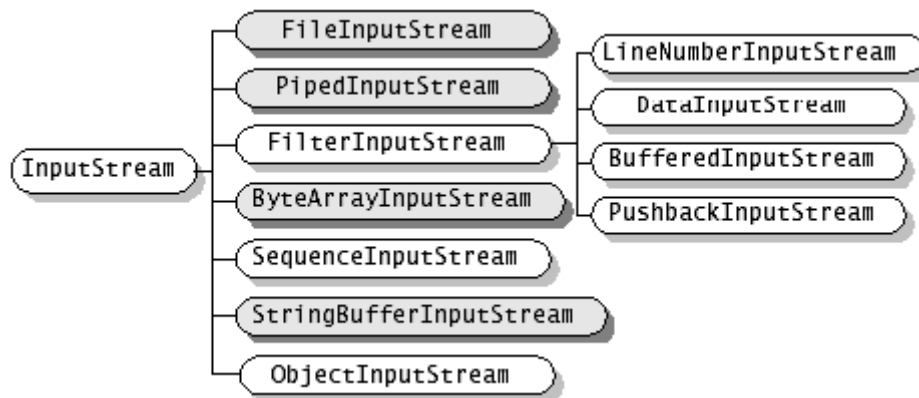 InputStream
FileInputStream
PipedInputStream
FilterInputStream
ByteArrayInputStream
SequenceInputStream
StringBufferInputStream
ObjectInputStream
LineNumberInputStream
DataInputStream
BufferedInputStream
PushbackInputStream